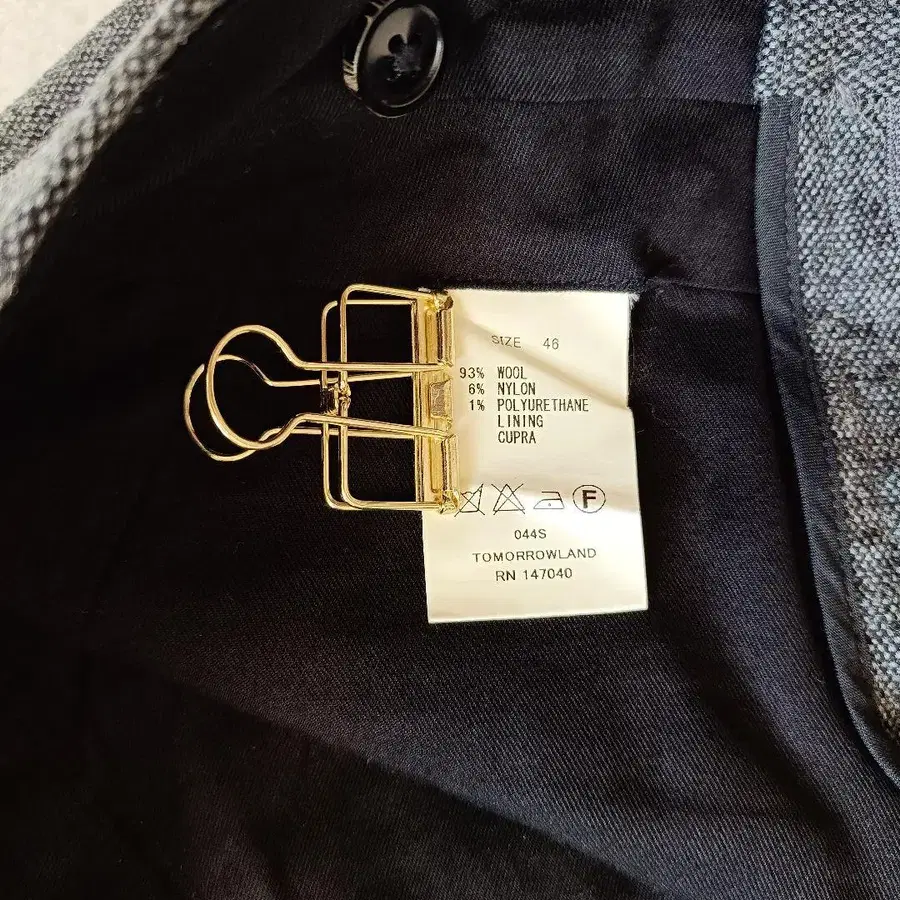 SIZE 46
93% WOOL
6% NYLON
1% POLYURETHANE
LINING
CUPRA
F
044S
TOMORROWLAND
RN 147040